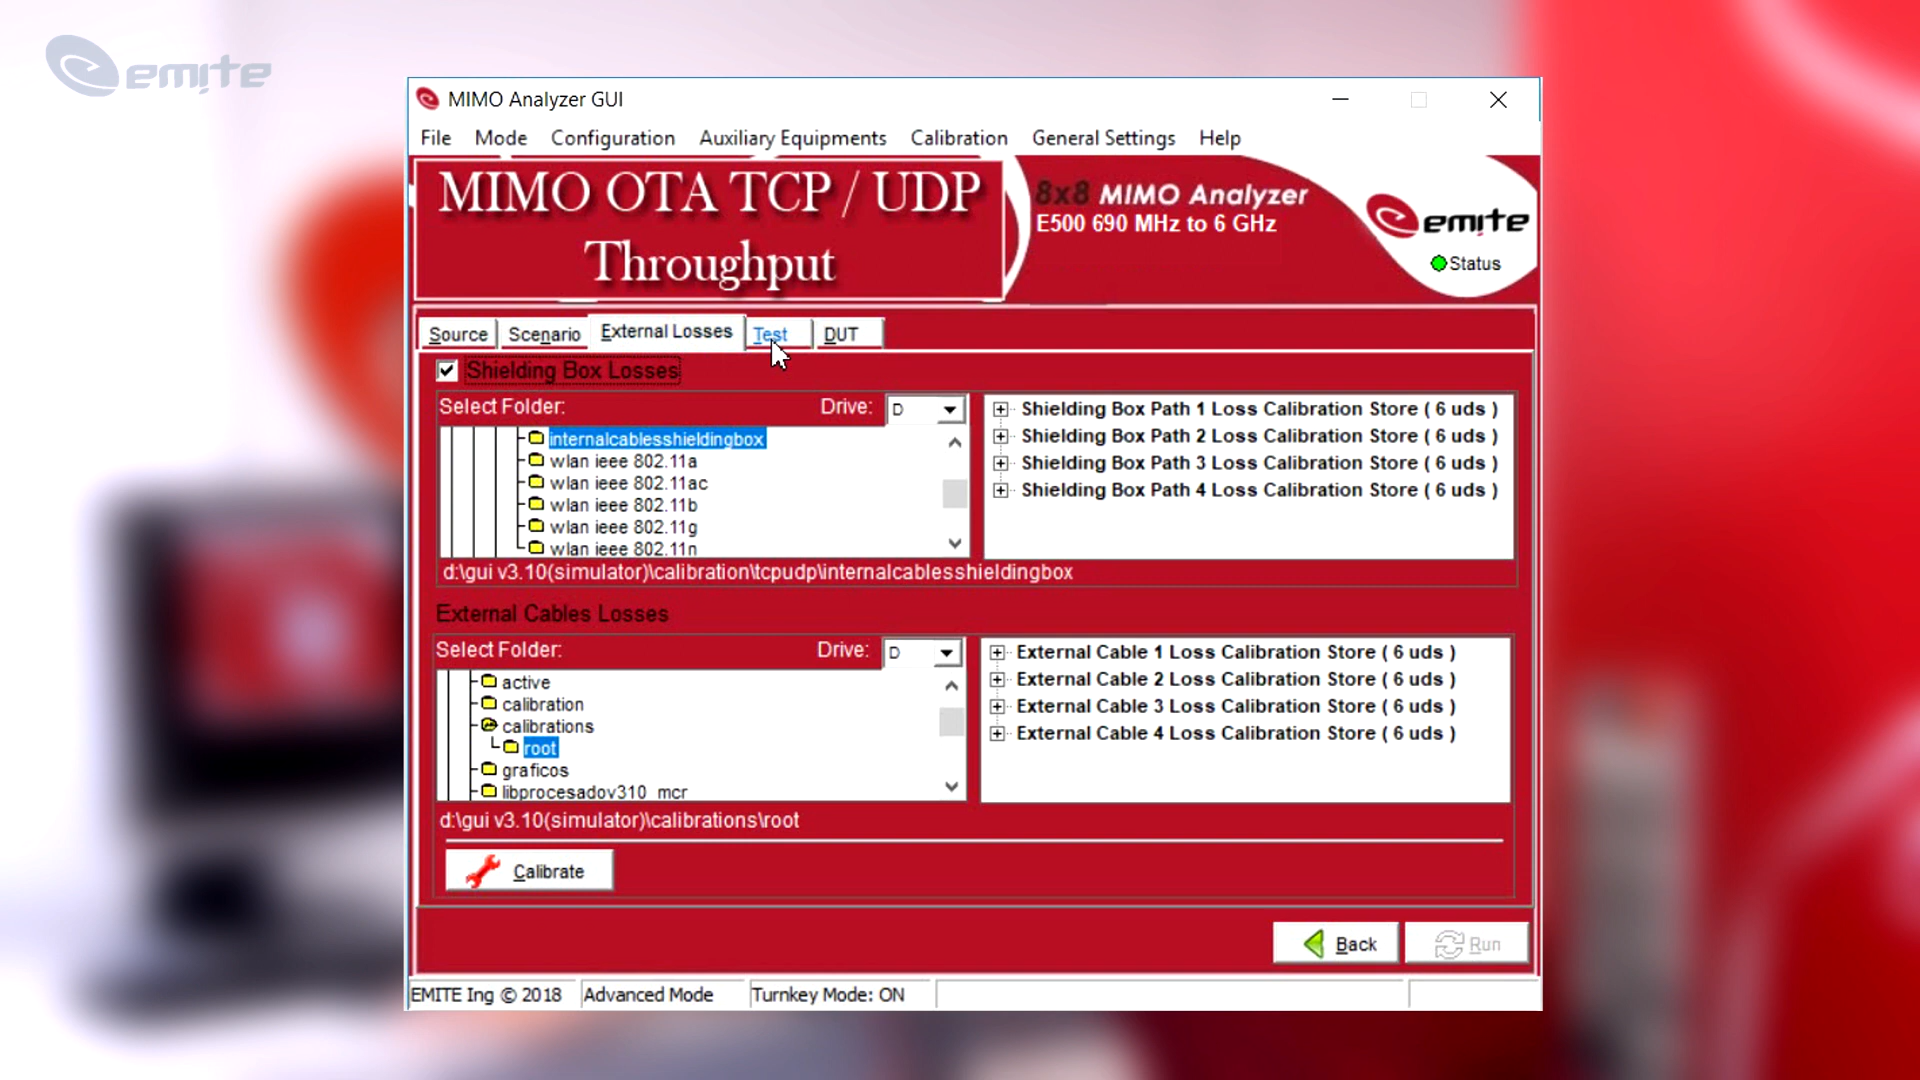 emite
MIMO Analyzer GUI
File Mode Configuration Auxiliary Equipments Calibration General Settings Help
MIMO OTA TCP / UDP
Throughput
8x8 MIMO Analyzer
E500 690 MHz to 6 GHz
emite
Status
Source Scenario External Losses Test DUT
Shielding Box Losses
Select Folder: Drive: D
internalcablesshieldingbox
wlan ieee 802.11a
wlan ieee 802.11ac
wlan ieee 802.11b
wlan ieee 802.11g
wlan ieee 802.11n
Shielding Box Path 1 Loss Calibration Store ( 6 uds )
Shielding Box Path 2 Loss Calibration Store ( 6 uds )
Shielding Box Path 3 Loss Calibration Store ( 6 uds )
Shielding Box Path 4 Loss Calibration Store ( 6 uds )
d:\gui v3.10(simulator)\calibration\tcpudp\internalcablesshieldingbox
External Cables Losses
Select Folder: Drive: D
active
calibration
calibrations
root
graficos
libprocesadov310_mcr
External Cable 1 Loss Calibration Store ( 6 uds )
External Cable 2 Loss Calibration Store ( 6 uds )
External Cable 3 Loss Calibration Store ( 6 uds )
External Cable 4 Loss Calibration Store ( 6 uds )
d:\gui v3.10(simulator)\calibrations\root
Calibrate
Back Run
EMITE Ing © 2018 Advanced Mode Turnkey Mode: ON